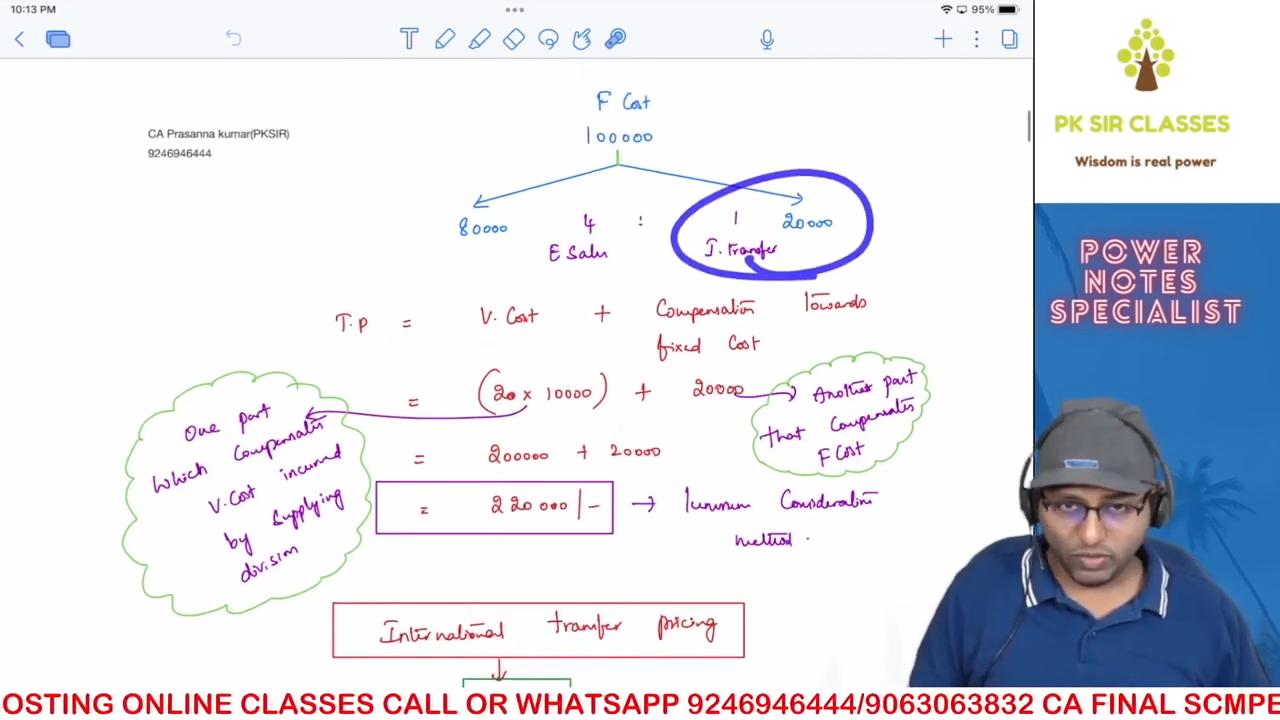 10:13 PM
95%
PK SIR CLASSES
Wisdom is real power
POWER
NOTES
SPECIALIST
CA Prasanna kumar(PKSIR)
9246946444
F Cost
100000
80000 4 : 1 20000
E Sales I. transfer
T.P = V. Cost + Compensation Towards
fixed Cost
= (20 x 10000) + 20000
One part
which Compensates
V. Cost incurred
by Supplying
division
Another part
that Compensates
F Cost
= 200000 + 20000
= 220000/- → Consideration
method
International transfer pricing
OSTING ONLINE CLASSES CALL OR WHATSAPP 9246946444/9063063832 CA FINAL SCMPE